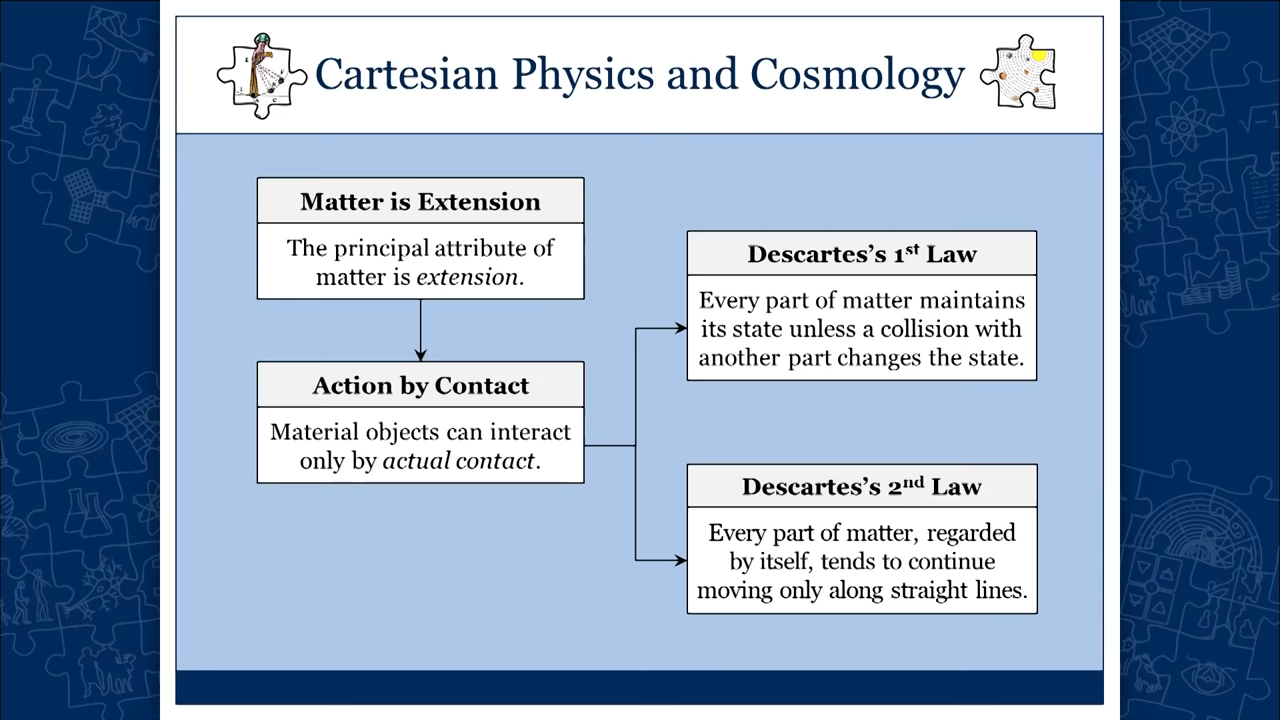 Cartesian Physics and Cosmology
Matter is Extension
The principal attribute of
matter is extension.
Action by Contact
Material objects can interact
only by actual contact.
Descartes’s 1st Law
Every part of matter maintains
its state unless a collision with
another part changes the state.
Descartes’s 2nd Law
Every part of matter, regarded
by itself, tends to continue
moving only along straight lines.